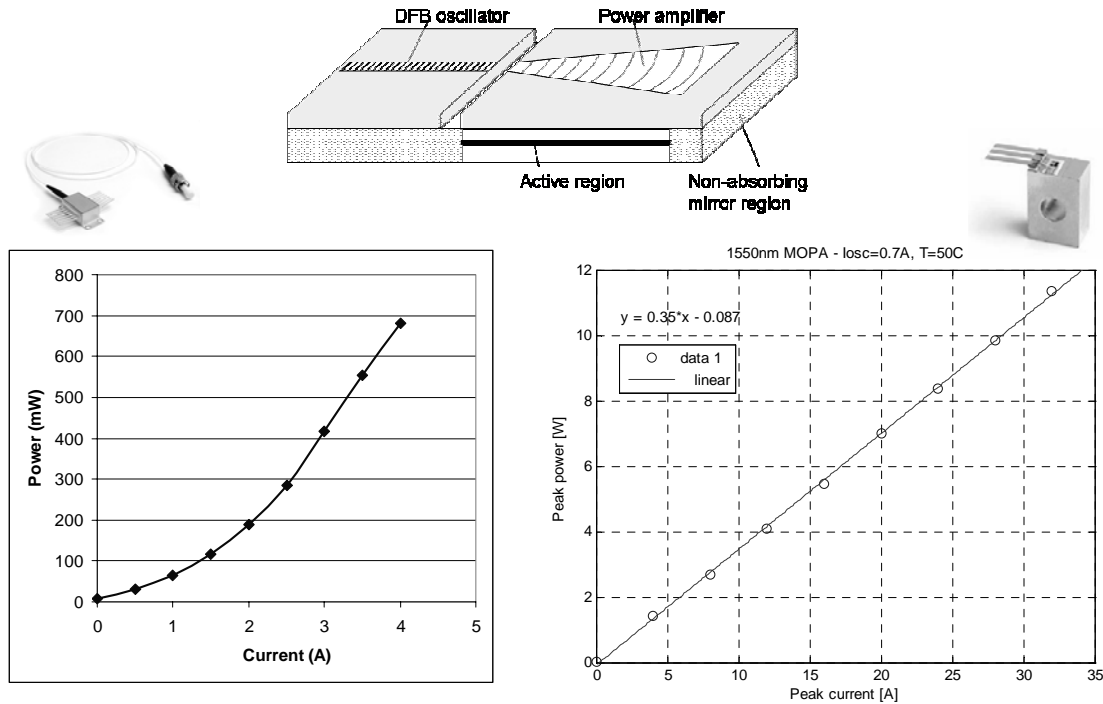 DFB oscillator
Power amplifier
Active region
Non-absorbing
mirror region
800
700
600
500
400
300
200
100
0
Power (mW)
0 1 2 3 4 5
Current (A)
1550nm MOPA - Iosc=0.7A, T=50C
y = 0.35*x - 0.087
data 1
linear
12
10
8
6
4
2
0
Peak power [W]
0 5 10 15 20 25 30 35
Peak current [A]